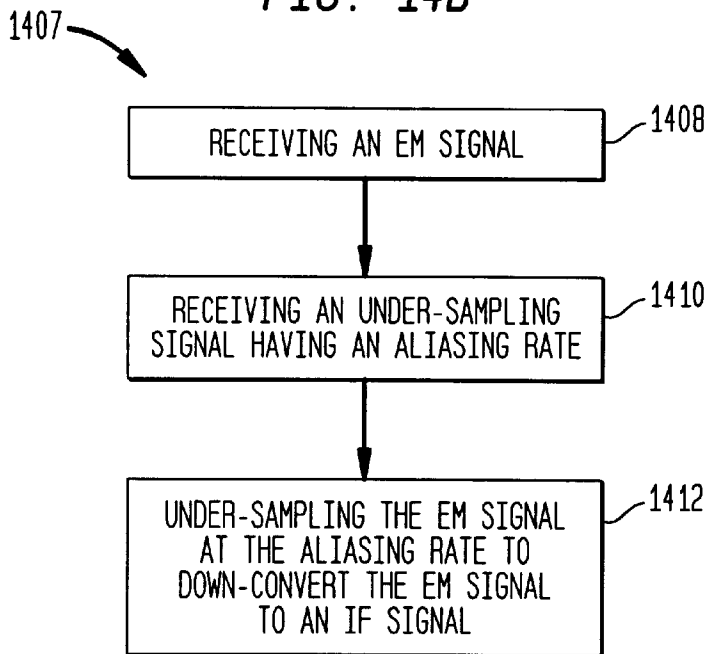 FIG. 14B
1407
RECEIVING AN EM SIGNAL
1408
RECEIVING AN UNDER-SAMPLING
SIGNAL HAVING AN ALIASING RATE
1410
UNDER-SAMPLING THE EM SIGNAL
AT THE ALIASING RATE TO
DOWN-CONVERT THE EM SIGNAL
TO AN IF SIGNAL
1412